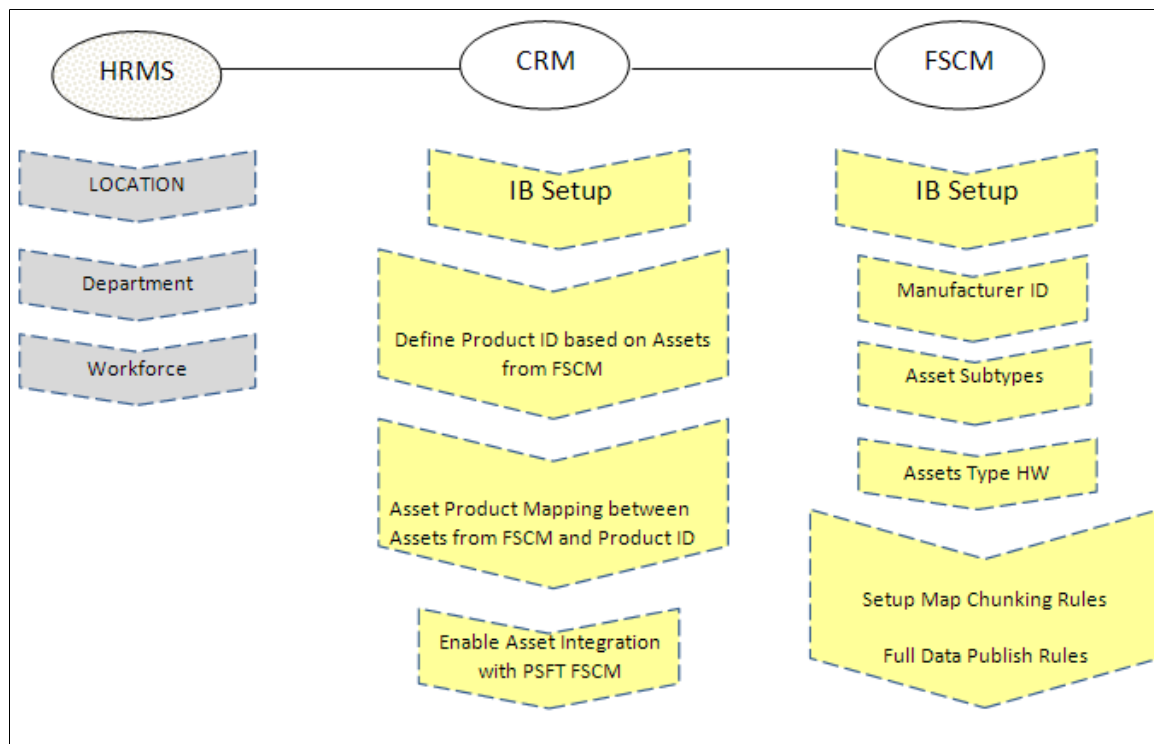 HRMS
CRM
FSCM
LOCATION
Department
Workforce
IB Setup
Define Product ID based on Assets
from FSCM
Asset Product Mapping between
Assets from FSCM and Product ID
Enable Asset Integration
with PSFT FSCM
IB Setup
Manufacturer ID
Asset Subtypes
Assets Type HW
Setup Map Chunking Rules
Full Data Publish Rules